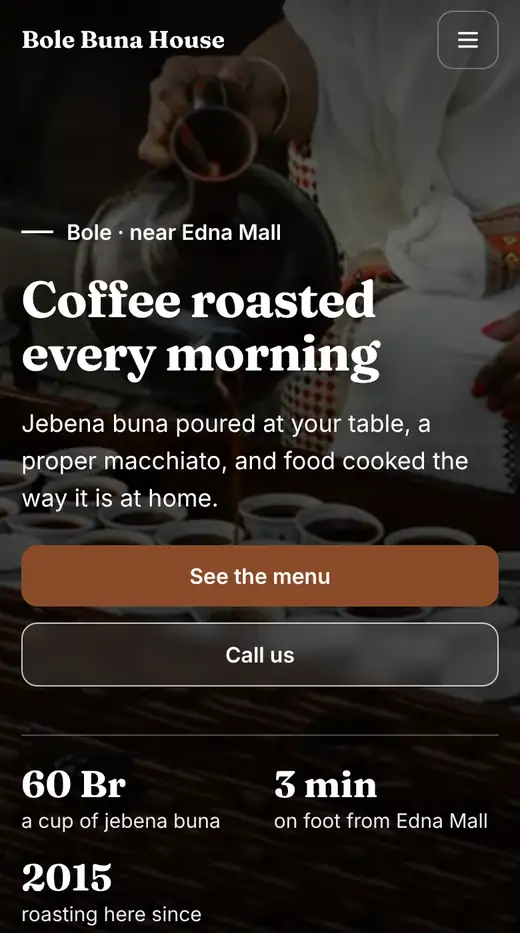 Bole Buna House
Bole · near Edna Mall
Coffee roasted
every morning
Jebena buna poured at your table, a
proper macchiato, and food cooked the
way it is at home.
See the menu
Call us
60 Br
a cup of jebena buna
3 min
on foot from Edna Mall
2015
roasting here since